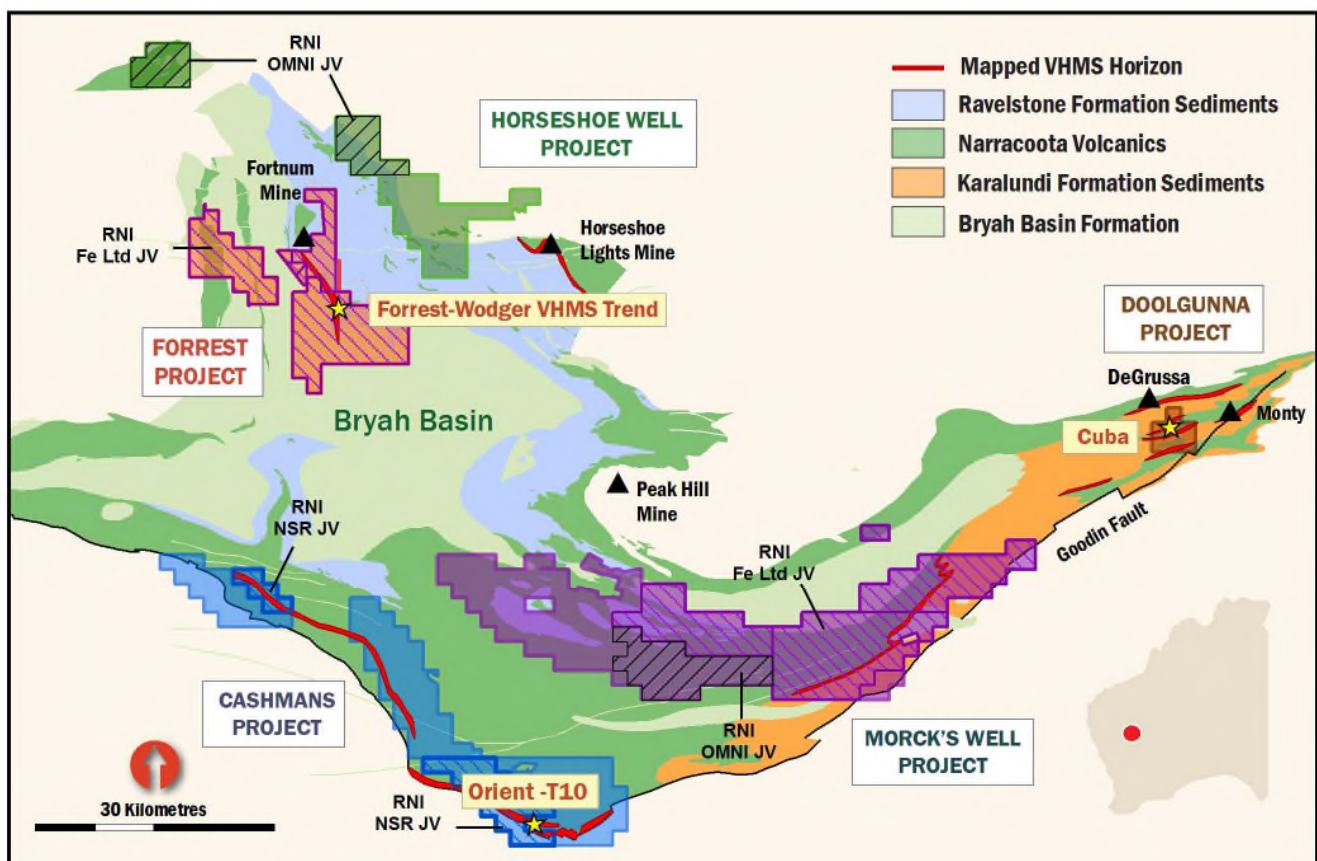 RNI
OMNI JV
HORSESHOE WELL
PROJECT
Mapped VHMS Horizon
Ravelstone Formation Sediments
Narracoota Volcanics
Karalundi Formation Sediments
Bryah Basin Formation
Fortnum
Mine
RNI
Fe Ltd JV
Horseshoe
Lights Mine
Forrest-Wodger VHMS Trend
FORREST
PROJECT
DOOLGUNNA
PROJECT
DeGrussa
Monty
Cuba
Bryah Basin
Peak Hill
Mine
RNI
NSR JV
RNI
Fe Ltd JV
Goodin Fault
CASHMANS
PROJECT
RNI
OMNI JV
MORCK'S WELL
PROJECT
30 Kilometres
Orient -T10
RNI
NSR JV